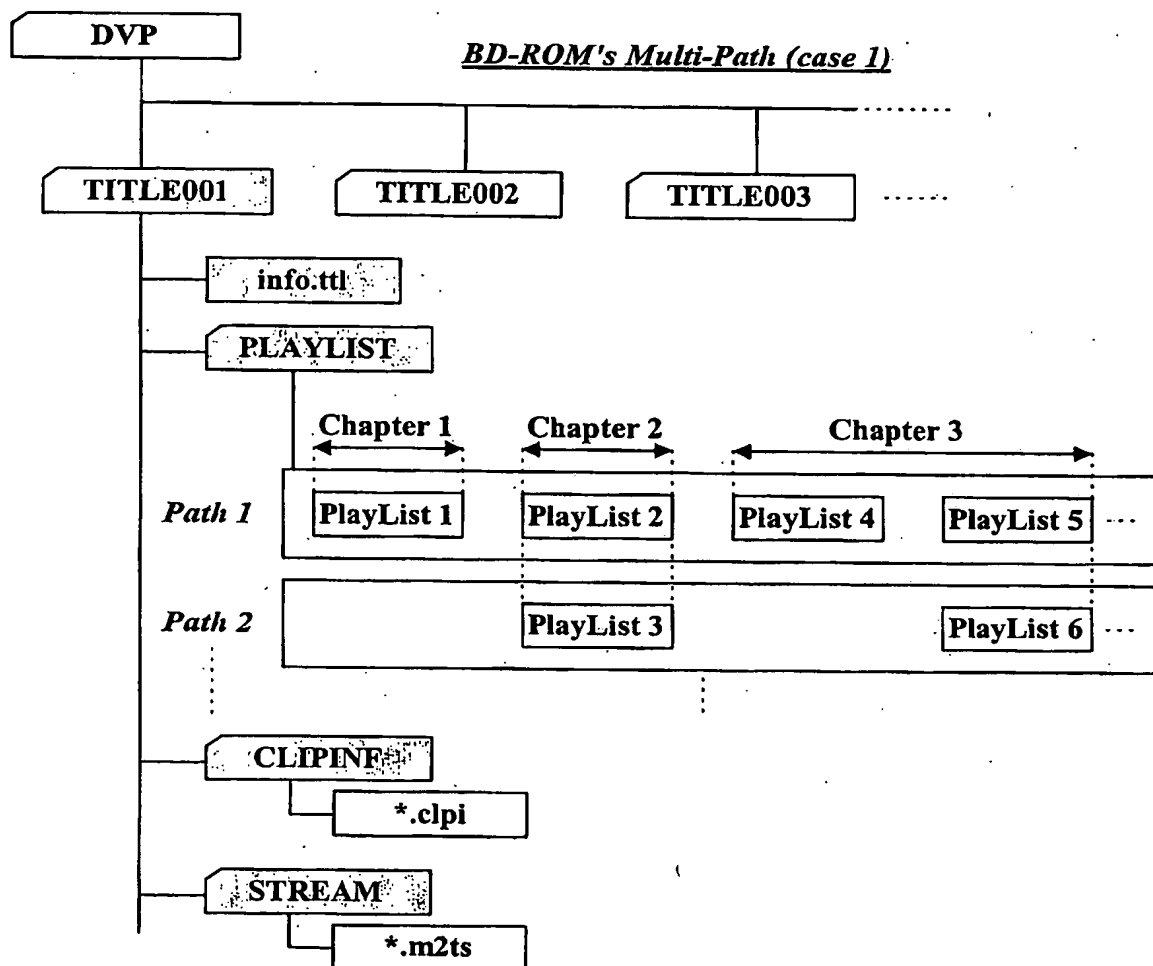 DVP
BD-ROM's Multi-Path (case 1)
TITLE001
TITLE002
TITLE003
info.ttl
PLAYLIST
Chapter 1
Chapter 2
Chapter 3
Path 1
PlayList 1
PlayList 2
PlayList 4
PlayList 5
Path 2
PlayList 3
PlayList 6
CLIPINF
*.clpi
STREAM
*.m2ts